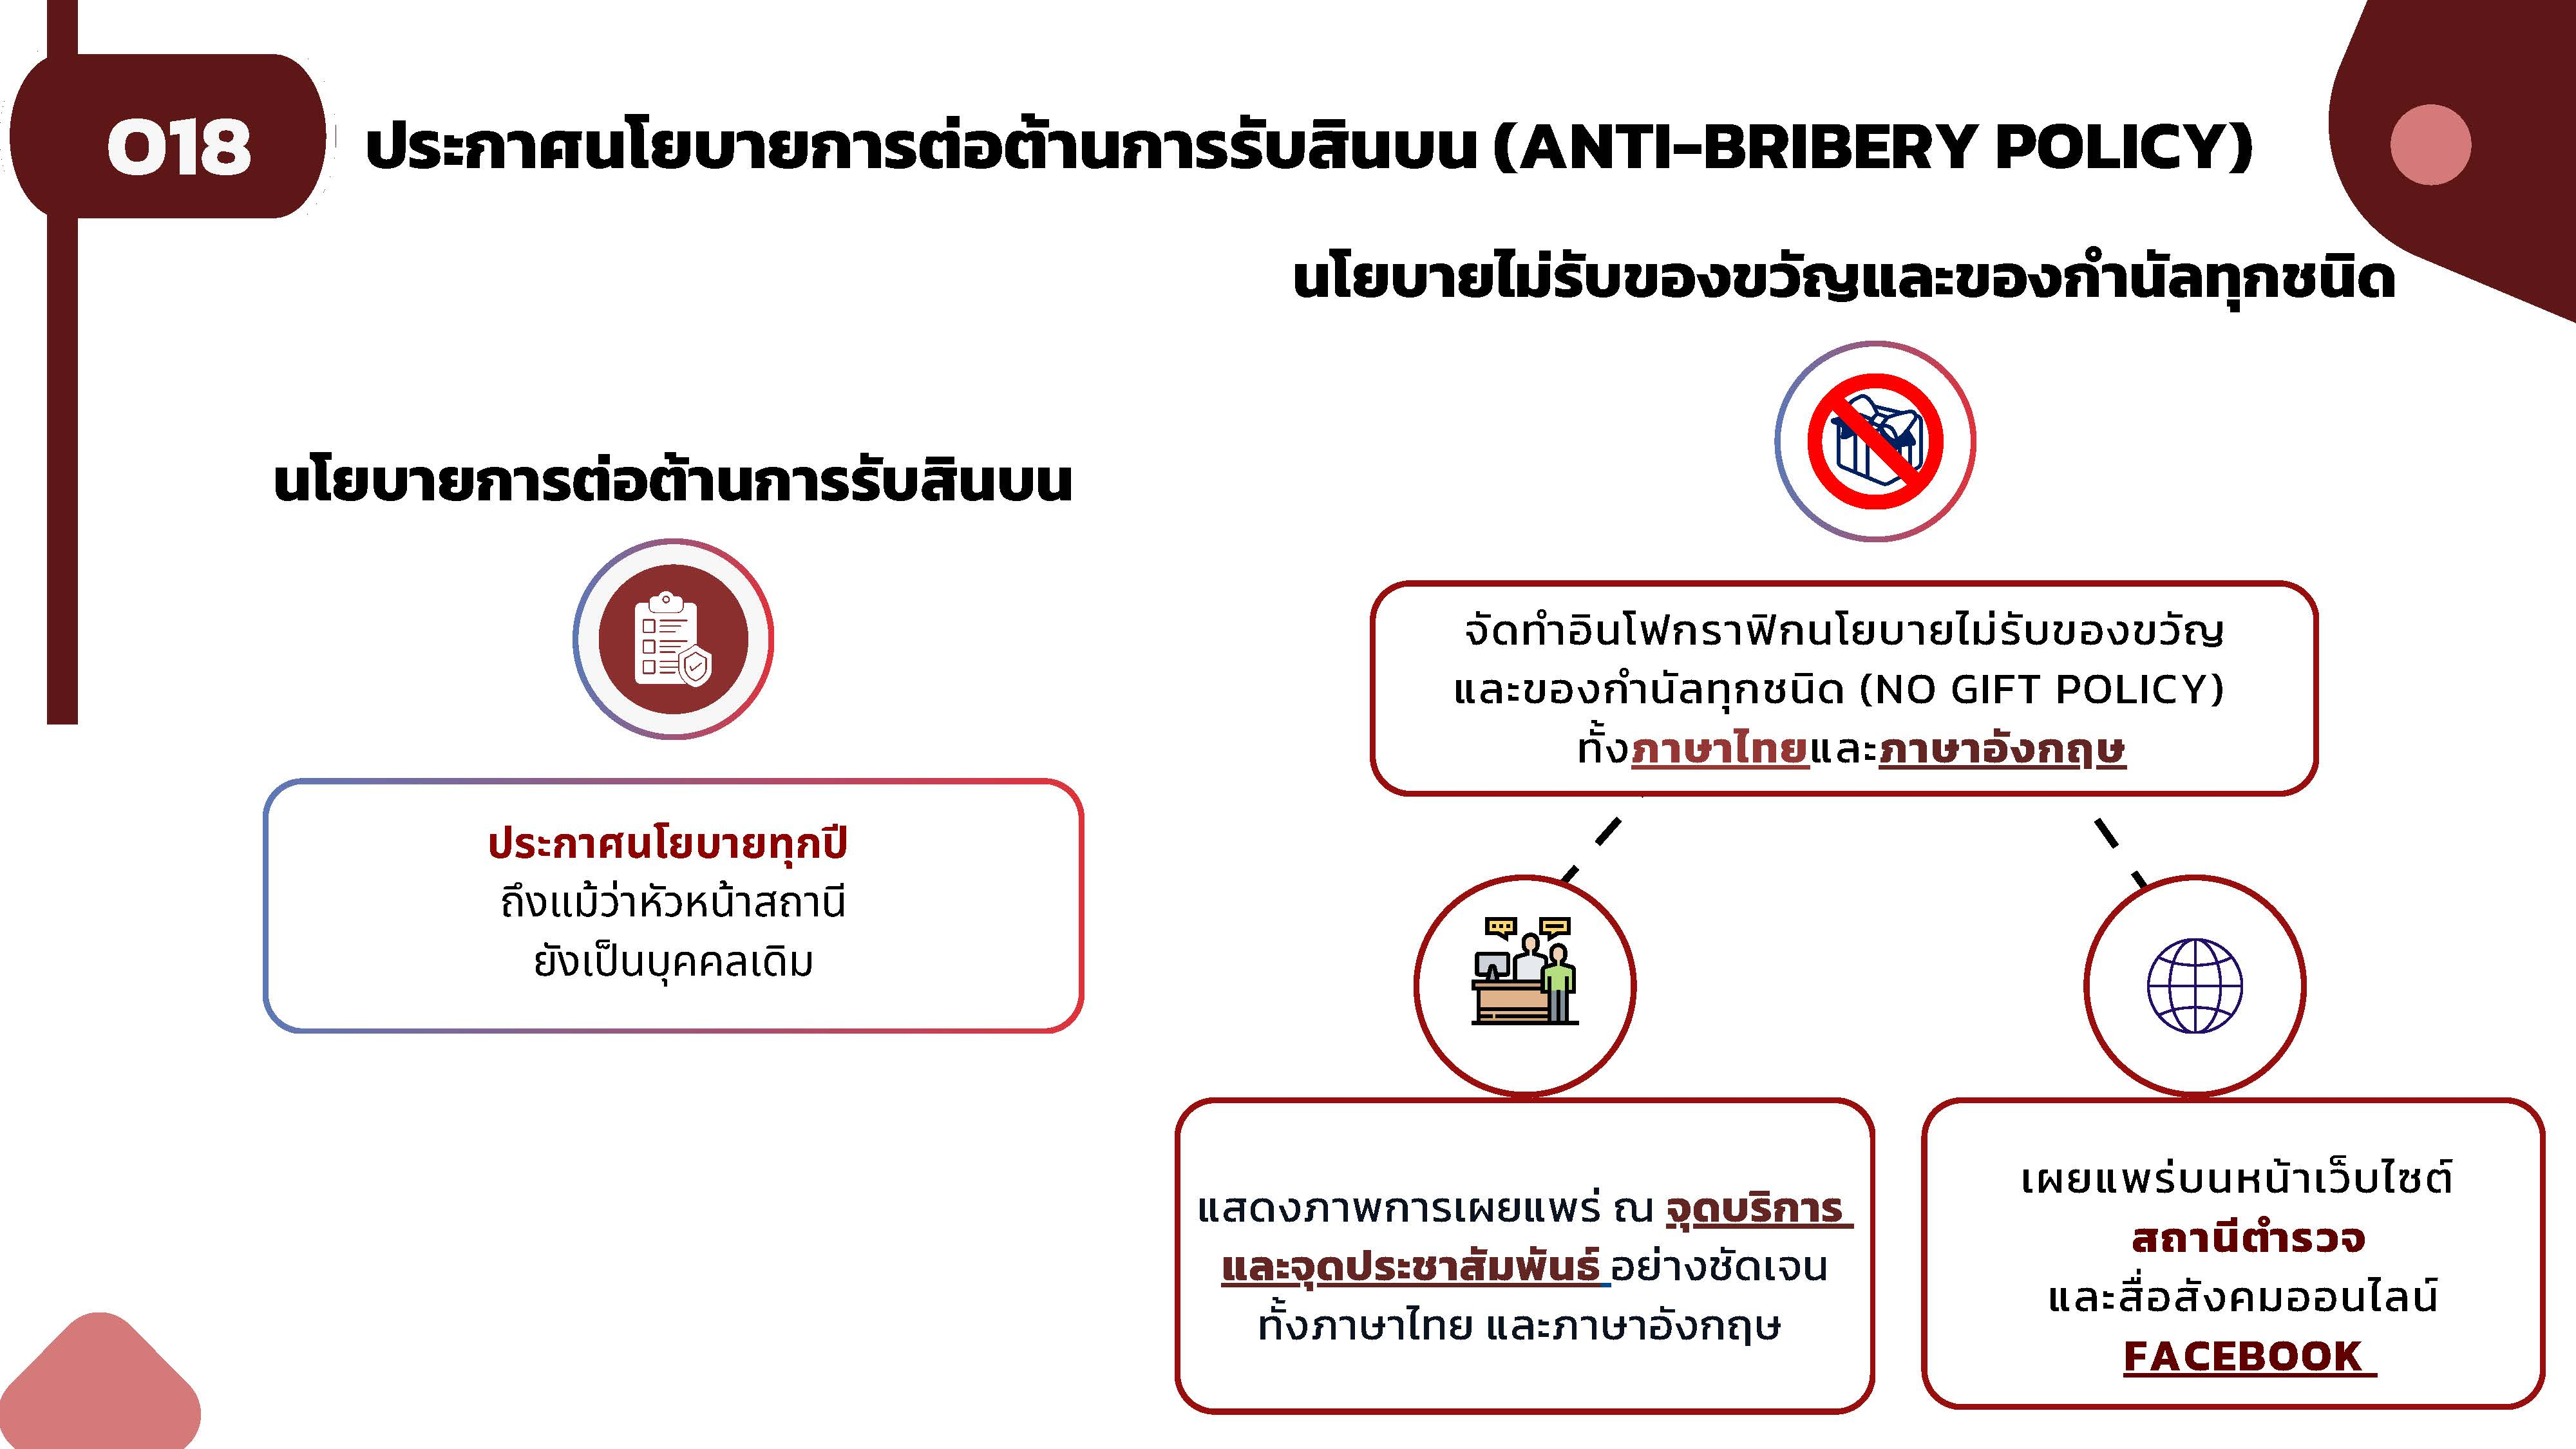 O18
ประกาศนโยบายการต่อต้านการรับสินบน (ANTI-BRIBERY POLICY)
นโยบายการต่อต้านการรับสินบน
ประกาศนโยบายทุกปี
ถึงแม้ว่าหัวหน้าสถานี
ยังเป็นบุคคลเดิม
นโยบายไม่รับของขวัญและของกำนัลทุกชนิด
จัดทำอินโฟกราฟิกนโยบายไม่รับของขวัญ
และของกำนัลทุกชนิด (NO GIFT POLICY)
ทั้งภาษาไทยและภาษาอังกฤษ
แสดงภาพการเผยแพร่ ณ จุดบริการ
และจุดประชาสัมพันธ์ อย่างชัดเจน
ทั้งภาษาไทย และภาษาอังกฤษ
เผยแพร่บนหน้าเว็บไซต์
สถานีตำรวจ
และสื่อสังคมออนไลน์
FACEBOOK